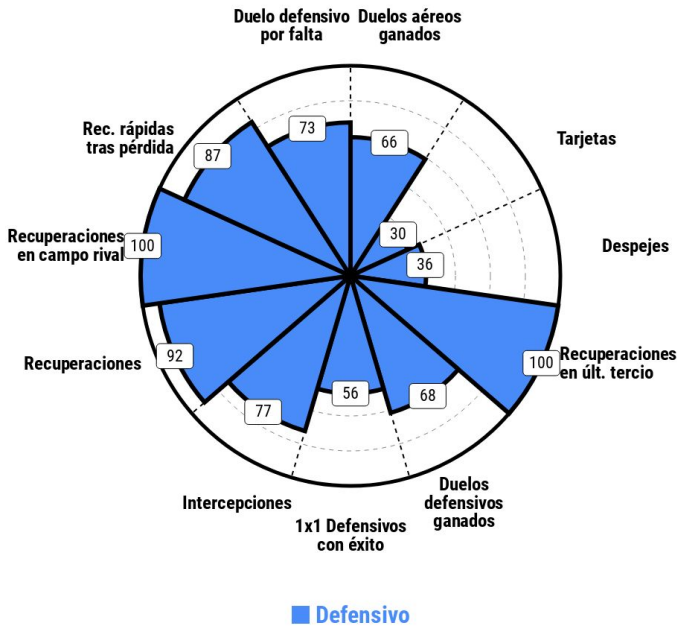 Duelo defensivo
por falta
Duelos aéreos
ganados
Tarjetas
Despejes
Recuperaciones
en últ. tercio
Duelos
defensivos
ganados
1x1 Defensivos
con éxito
Intercepciones
Recuperaciones
Recuperaciones
en campo rival
Rec. rápidas
tras pérdida
73
66
30
36
100
68
56
77
92
100
87
Defensivo